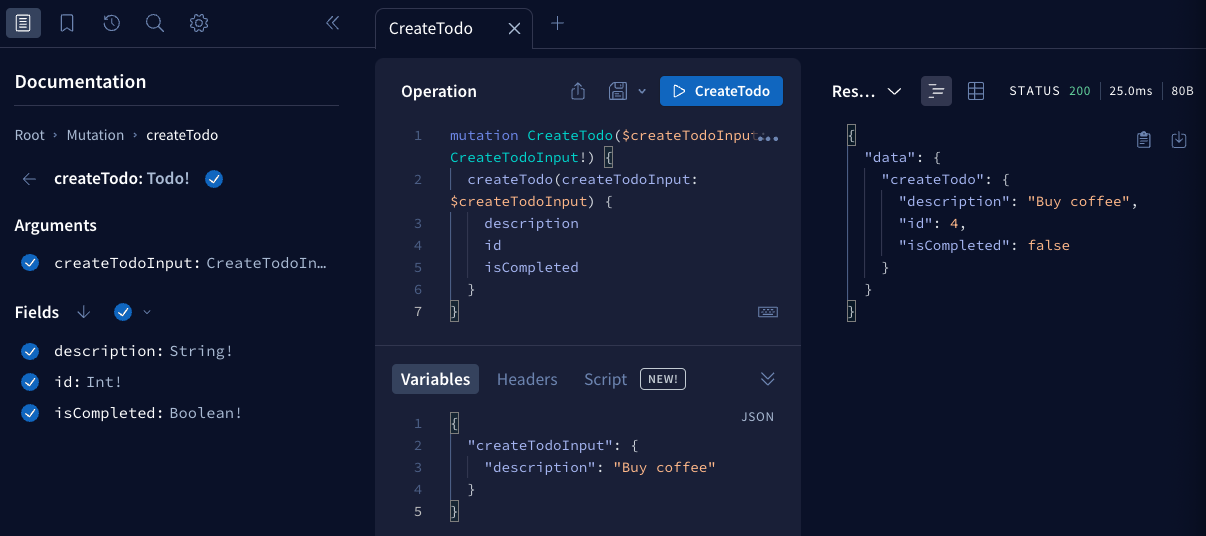 Documentation
Root › Mutation › createTodo
createTodo: Todo!
Arguments
createTodoInput: CreateTodoIn…
Fields
description: String!
id: Int!
isCompleted: Boolean!
CreateTodo
Operation
CreateTodo
1 mutation CreateTodo($createTodoInput:
CreateTodoInput!) {
2 createTodo(createTodoInput:
$createTodoInput) {
3 description
4 id
5 isCompleted
6 }
7 }
Variables Headers Script NEW!
JSON
1 {
2 "createTodoInput": {
3 "description": "Buy coffee"
4 }
5 }
Res… STATUS 200 25.0ms 80B
{
"data": {
"createTodo": {
"description": "Buy coffee",
"id": 4,
"isCompleted": false
}
}
}